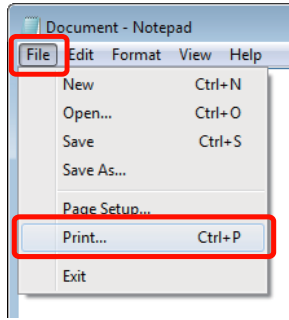 Document - Notepad
File Edit Format View Help
New Ctrl+N
Open... Ctrl+O
Save Ctrl+S
Save As...
Page Setup...
Print... Ctrl+P
Exit